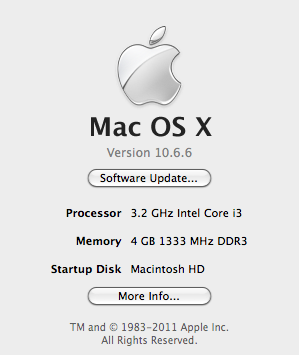 Mac OS X
Version 10.6.6
Software Update...
Processor 3.2 GHz Intel Core i3
Memory 4 GB 1333 MHz DDR3
Startup Disk Macintosh HD
More Info...
TM and © 1983-2011 Apple Inc.
All Rights Reserved.